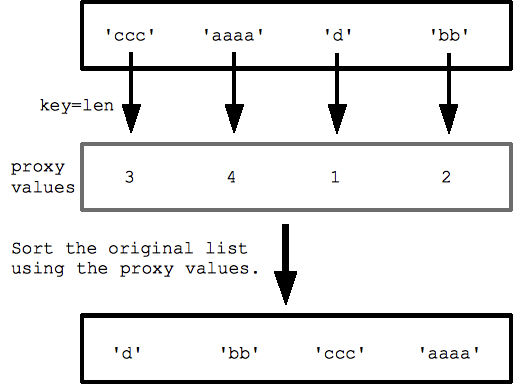 'ccc' 'aaaa' 'd' 'bb'
key=len
proxy
values
3 4 1 2
Sort the original list
using the proxy values.
'd' 'bb' 'ccc' 'aaaa'